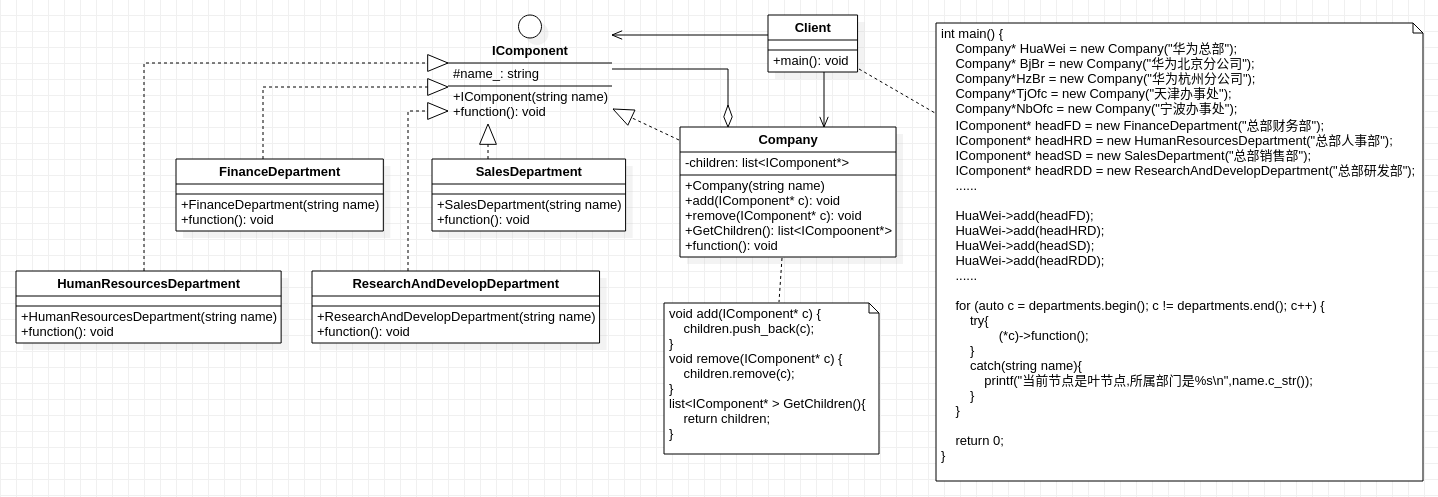 IComponent
#name_: string
+IComponent(string name)
+function(): void
Client
+main(): void
FinanceDepartment
+FinanceDepartment(string name)
+function(): void
SalesDepartment
+SalesDepartment(string name)
+function(): void
Company
-children: list<IComponent*>
+Company(string name)
+add(IComponent* c): void
+remove(IComponent* c): void
+GetChildren(): list<ICompoonent*>
+function(): void
HumanResourcesDepartment
+HumanResourcesDepartment(string name)
+function(): void
ResearchAndDevelopDepartment
+ResearchAndDevelopDepartment(string name)
+function(): void
void add(IComponent* c) {
children.push_back(c);
}
void remove(IComponent* c) {
children.remove(c);
}
list<IComponent* > GetChildren(){
return children;
}
int main() {
Company* HuaWei = new Company("华为总部");
Company* BjBr = new Company("华为北京分公司");
Company*HzBr = new Company("华为杭州分公司");
Company*TjOfc = new Company("天津办事处");
Company*NbOfc = new Company("宁波办事处");
IComponent* headFD = new FinanceDepartment("总部财务部");
IComponent* headHRD = new HumanResourcesDepartment("总部人事部");
IComponent* headSD = new SalesDepartment("总部销售部");
IComponent* headRDD = new ResearchAndDevelopDepartment("总部研发部");
......
HuaWei->add(headFD);
HuaWei->add(headHRD);
HuaWei->add(headSD);
HuaWei->add(headRDD);
......
for (auto c = departments.begin(); c != departments.end(); c++) {
try{
(*c)->function();
}
catch(string name){
printf("当前节点是叶节点,所属部门是%s\n",name.c_str());
}
}
return 0;
}